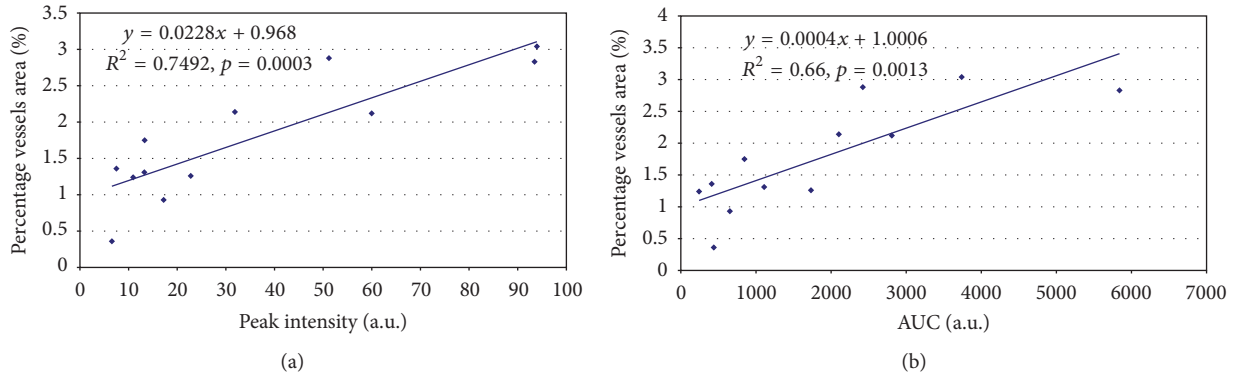 3.5
3
2.5
2
1.5
1
0.5
0
Percentage vessels area (%)
y = 0.0228x + 0.968
R² = 0.7492, p = 0.0003
0 10 20 30 40 50 60 70 80 90 100
Peak intensity (a.u.)
(a)
4
3.5
3
2.5
2
1.5
1
0.5
0
Percentage vessels area (%)
y = 0.0004x + 1.0006
R² = 0.66, p = 0.0013
0 1000 2000 3000 4000 5000 6000 7000
AUC (a.u.)
(b)